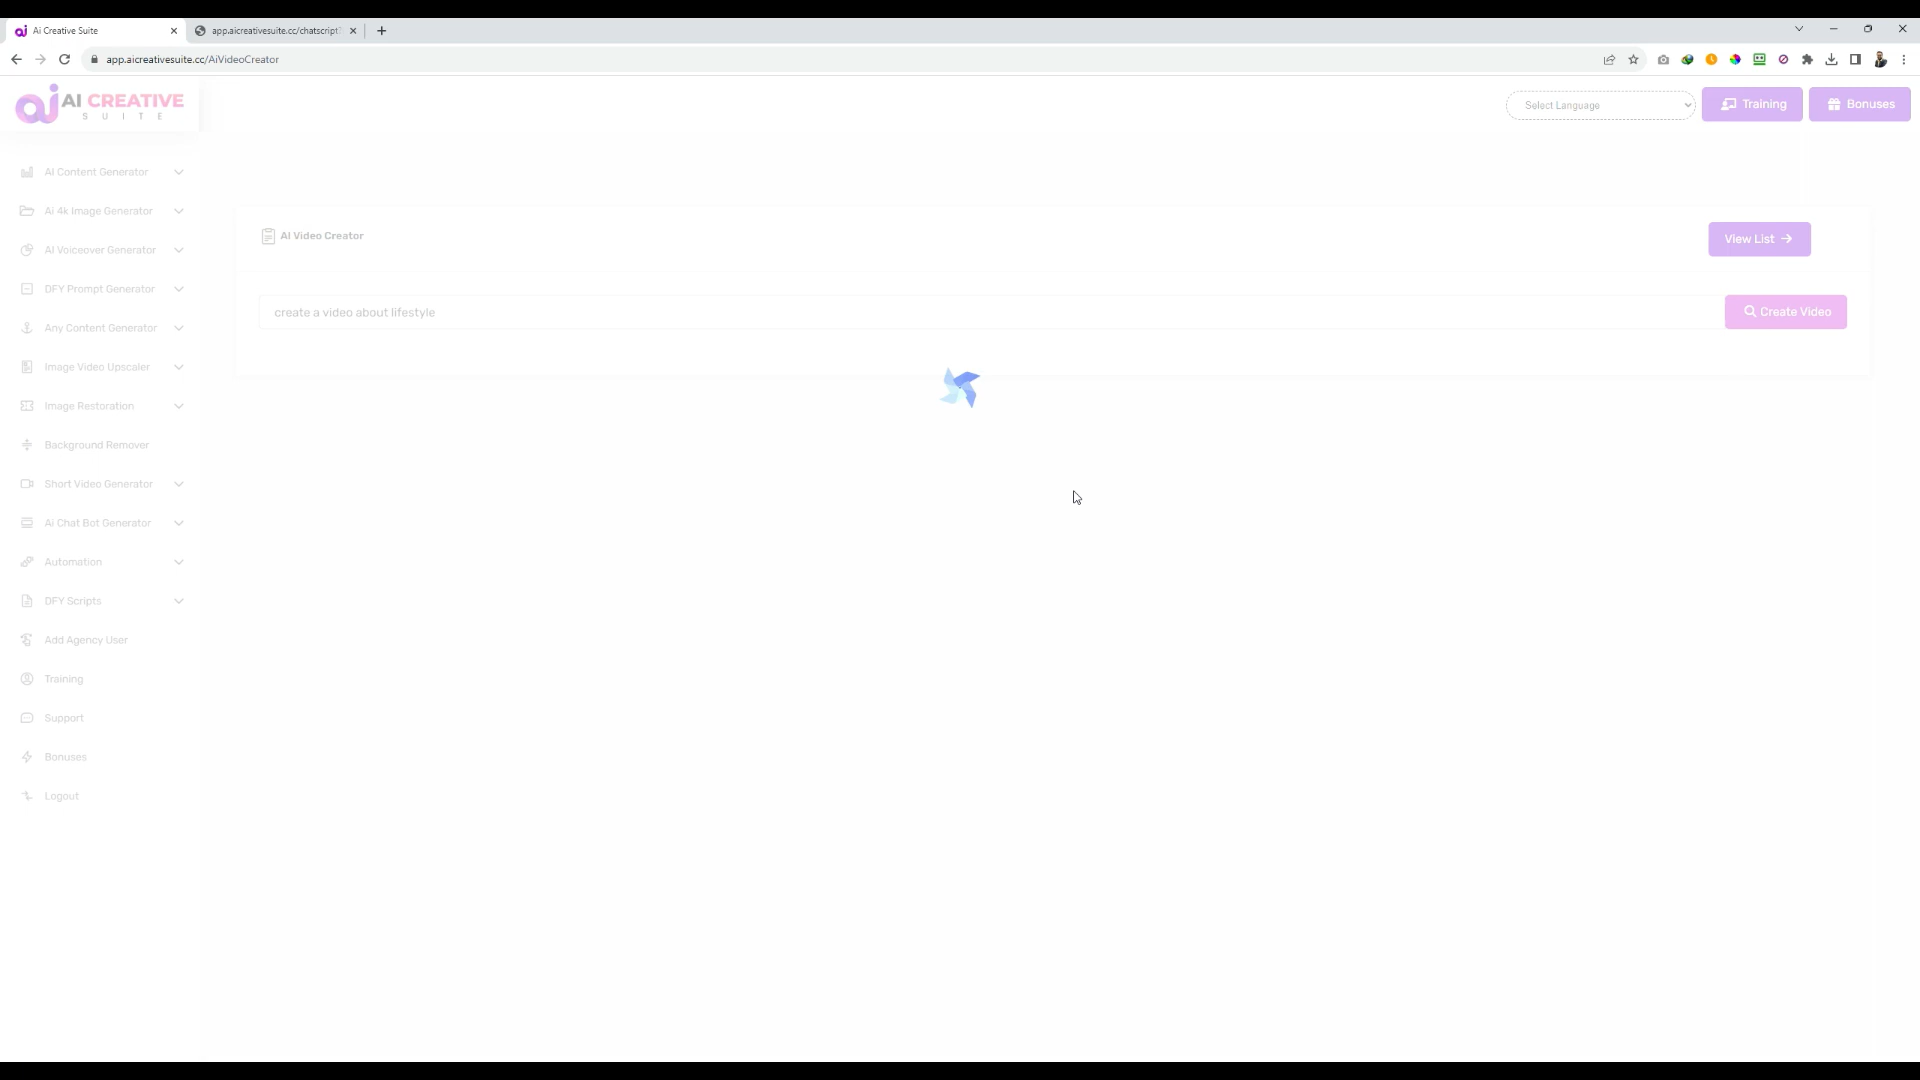 Ai Creative Suite
app.aicreativesuite.cc/chatscript
app.aicreativesuite.cc/AiVideoCreator
AI CREATIVE
SUITE
Select Language
Training
Bonuses
AI Content Generator
Ai 4k Image Generator
AI Voiceover Generator
DFY Prompt Generator
Any Content Generator
Image Video Upscaler
Image Restoration
Background Remover
Short Video Generator
Ai Chat Bot Generator
Automation
DFY Scripts
Add Agency User
Training
Support
Bonuses
Logout
AI Video Creator
View List
create a video about lifestyle
Create Video